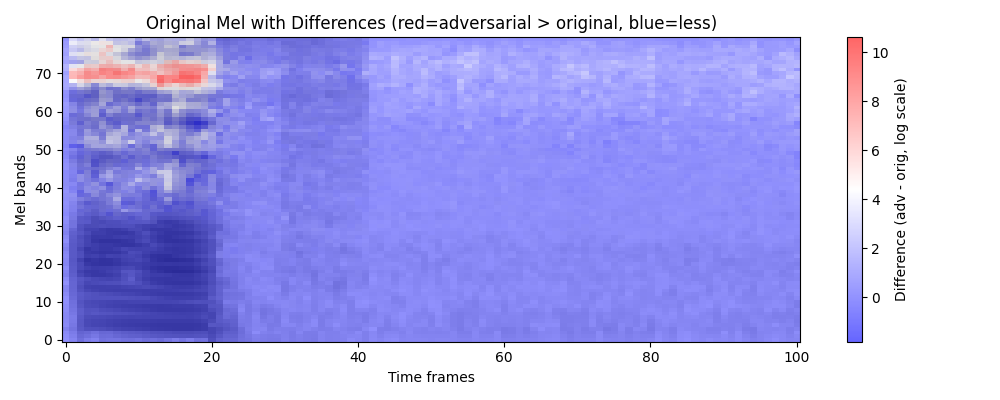 Original Mel with Differences (red=adversarial > original, blue=less)
70
60
50
40
30
20
10
0
Mel bands
0 20 40 60 80 100
Time frames
10
8
6
4
2
0
Difference (adv - orig, log scale)